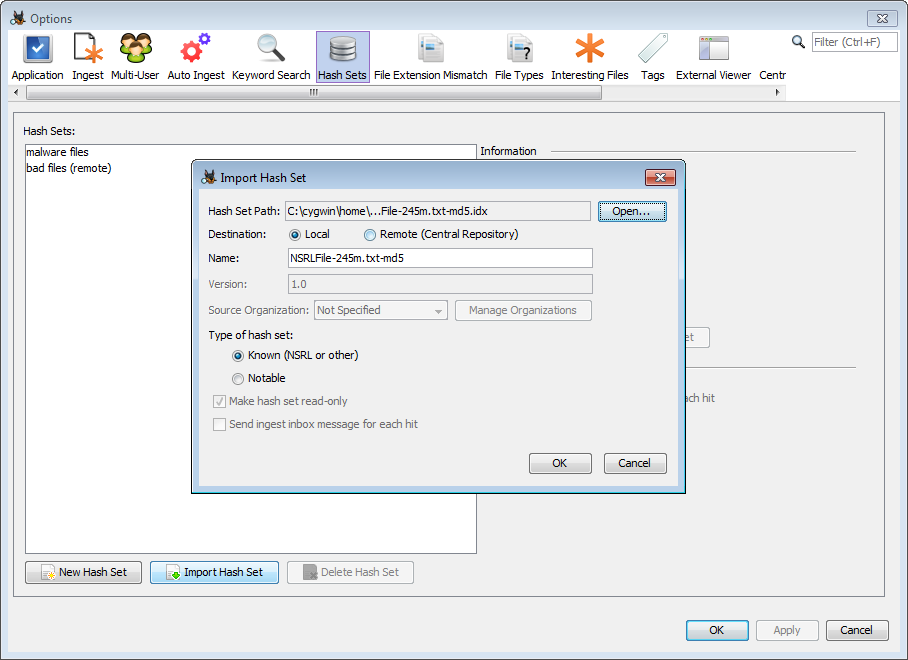 Options
Application Ingest Multi-User Auto Ingest Keyword Search Hash Sets File Extension Mismatch File Types Interesting Files Tags External Viewer Centr
Filter (Ctrl+F)
Hash Sets:
malware files
bad files (remote)
Information
Import Hash Set
Hash Set Path: C:\cygwin\home\...File-245m.txt-md5.idx Open...
Destination: Local Remote (Central Repository)
Name: NSRLFile-245m.txt-md5
Version: 1.0
Source Organization: Not Specified Manage Organizations
Type of hash set:
et
Known (NSRL or other)
Notable
Make hash set read-only
ach hit
Send ingest inbox message for each hit
OK Cancel
New Hash Set Import Hash Set Delete Hash Set
OK Apply Cancel